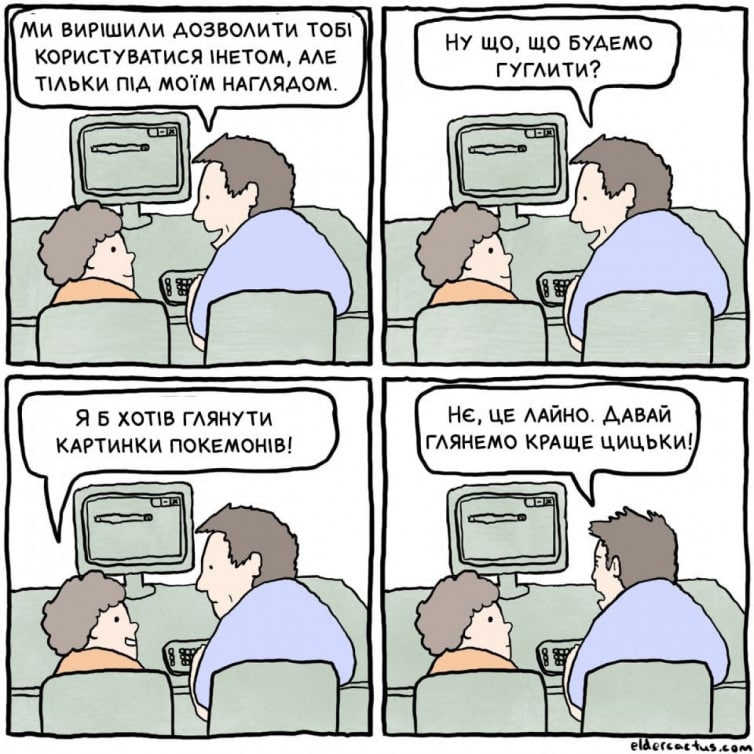 Ми вирішили дозволити тобі
користуватися інетом, але
тільки під моїм наглядом.
Ну що, що будемо
гуглити?
Я б хотів глянути
картинки покемонів!
Нє, це лайно. Давай
глянемо краще цицьки!
eldercactus.com